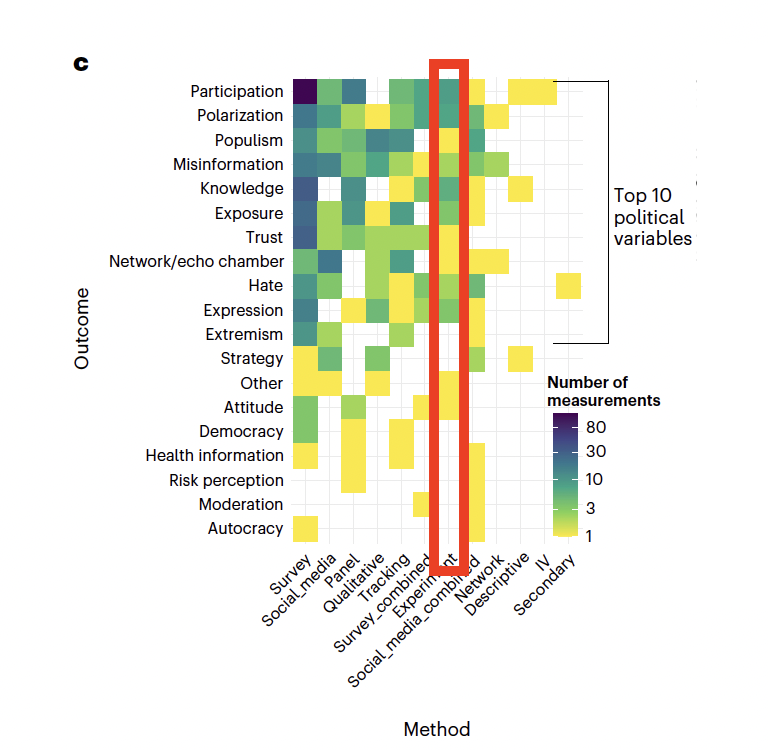 c
Participation
Polarization
Populism
Misinformation
Knowledge
Exposure
Trust
Network/echo chamber
Hate
Expression
Extremism
Strategy
Other
Attitude
Democracy
Health information
Risk perception
Moderation
Autocracy
Outcome
Top 10
political
variables
Number of
measurements
80
30
10
3
1
Survey
Social_media
Panel
Qualitative
Tracking
Survey_combined
Experiment
Social_media_combined
Network
Descriptive
IV
Secondary
Method